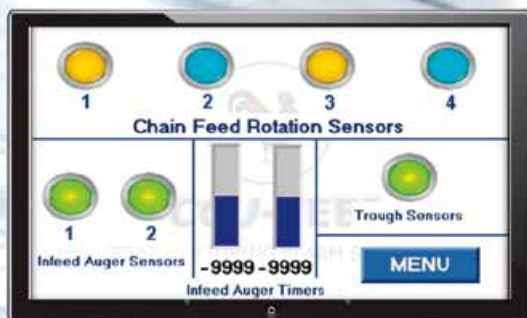 1 2 3 4
Chain Feed Rotation Sensors
1 2
Infeed Auger Sensors
-9999 -9999
Infeed Auger Timers
Trough Sensors
MENU